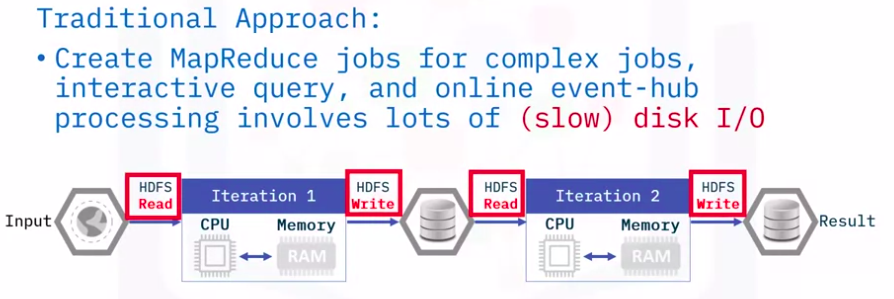 Traditional Approach:
• Create MapReduce jobs for complex jobs,
interactive query, and online event-hub
processing involves lots of (slow) disk I/O
HDFS
Read
Iteration 1
HDFS
Write
HDFS
Read
Iteration 2
HDFS
Write
Input
CPU
Memory
RAM
CPU
Memory
RAM
Result